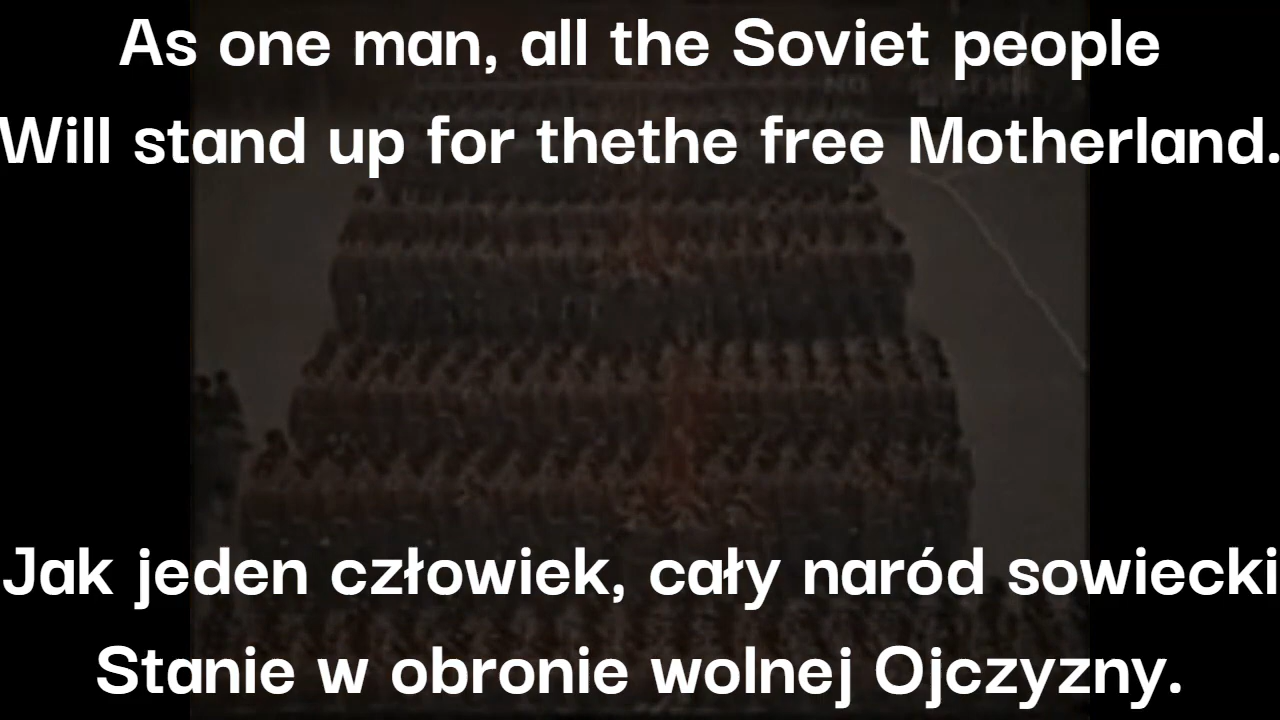 As one man, all the Soviet people
Will stand up for thethe free Motherland.
Jak jeden człowiek, cały naród sowiecki
Stanie w obronie wolnej Ojczyzny.